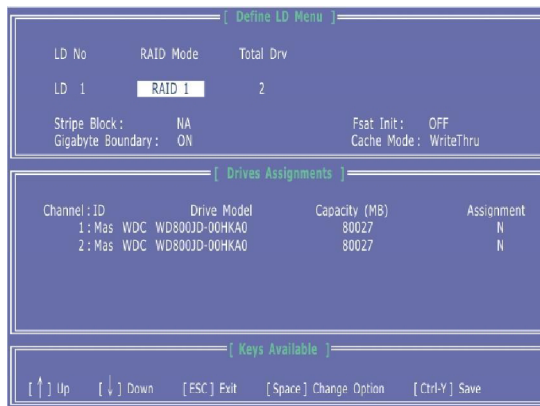 [ Define LD Menu ]
LD No RAID Mode Total Drv
LD 1 RAID 1 2
Stripe Block : NA Fsat Init : OFF
Gigabyte Boundary : ON Cache Mode : WriteThru
[ Drives Assignments ]
Channel : ID Drive Model Capacity (MB) Assignment
1 : Mas WDC WD800JD-00HKA0 80027 N
2 : Mas WDC WD800JD-00HKA0 80027 N
[ Keys Available ]
[ ↑ ] Up [ ↓ ] Down [ ESC ] Exit [ Space ] Change Option [ Ctrl-Y ] Save